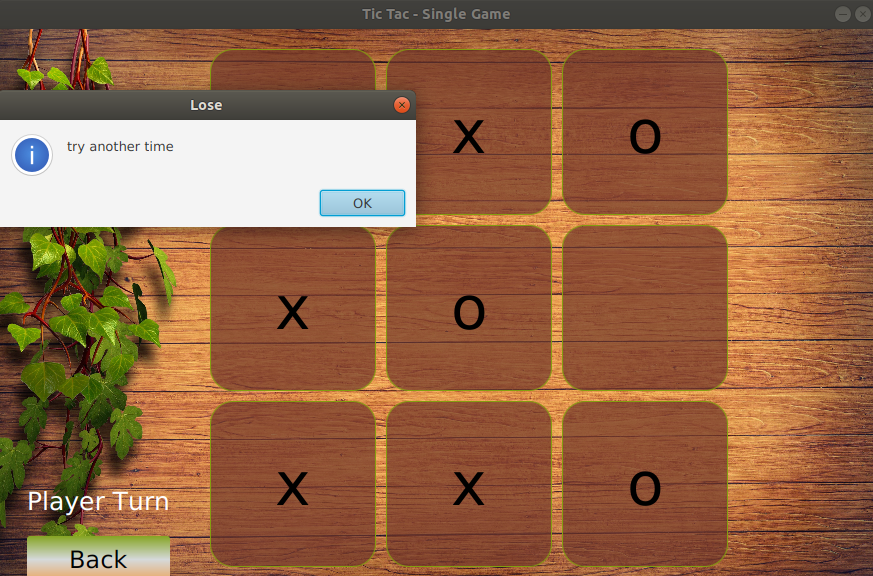 Tic Tac - Single Game
Lose
try another time
OK
x o
x o
x x o
Player Turn
Back